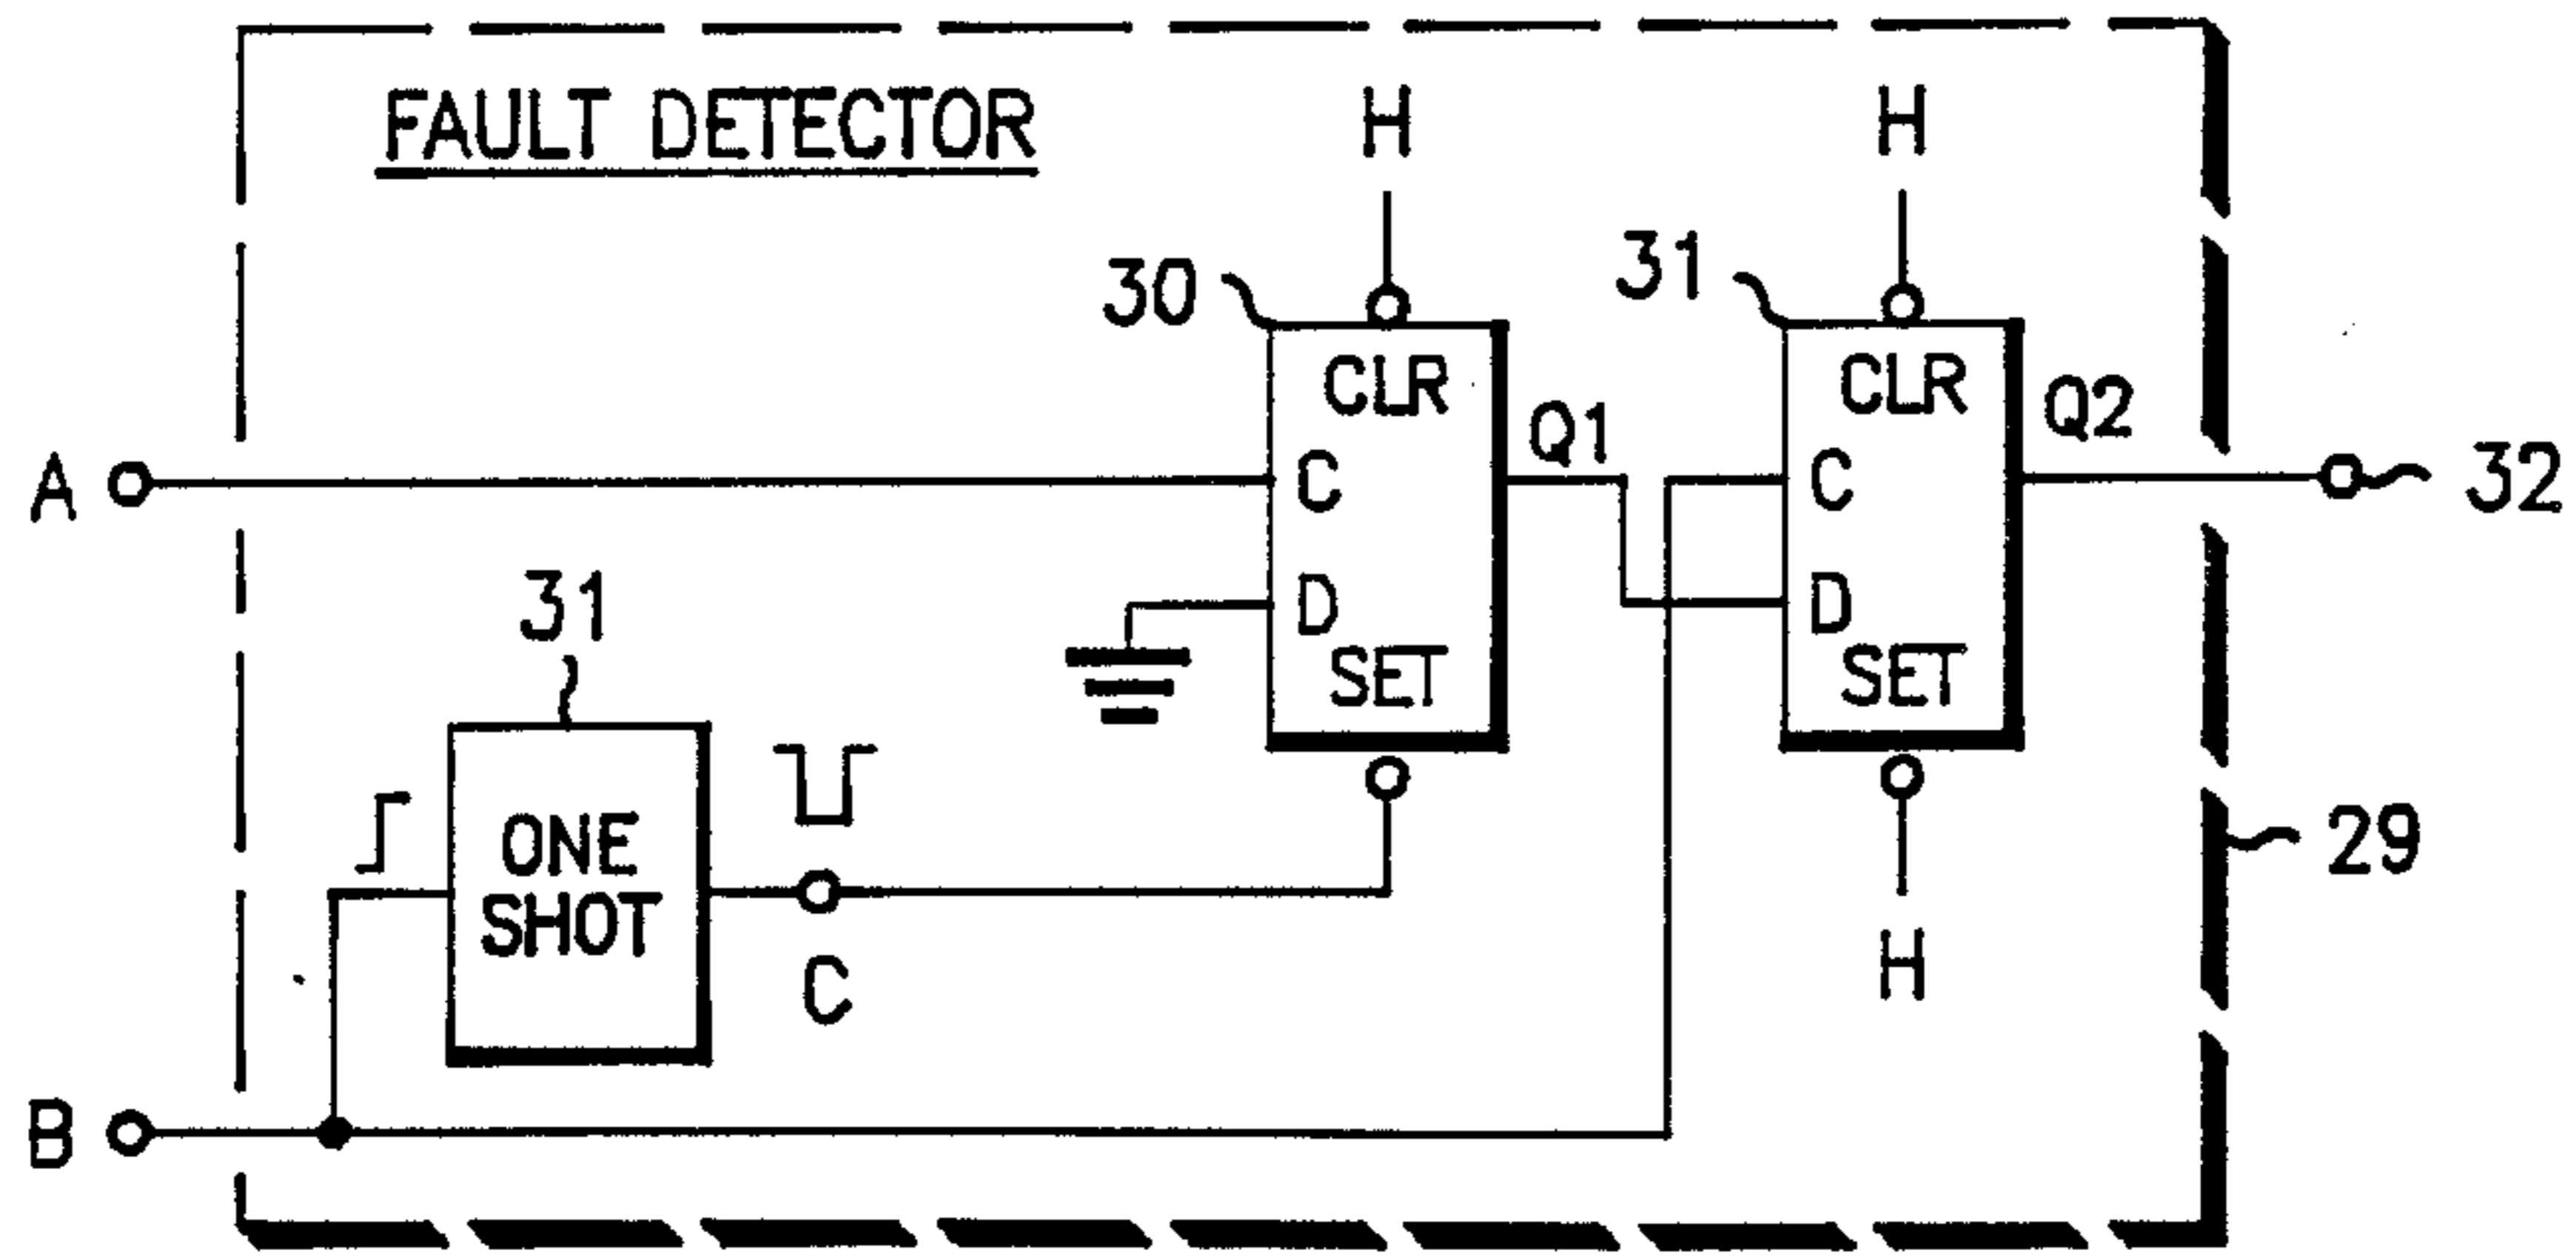 FAULT DETECTOR
H
H
30
31
CLR
CLR
Q1
Q2
A
C
C
32
31
D
D
SET
SET
ONE
SHOT
29
C
H
B